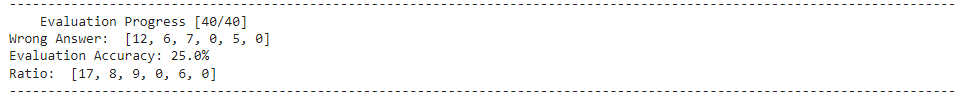 Evaluation Progress [40/40]
Wrong Answer:  [12, 6, 7, 0, 5, 0]
Evaluation Accuracy: 25.0%
Ratio:  [17, 8, 9, 0, 6, 0]